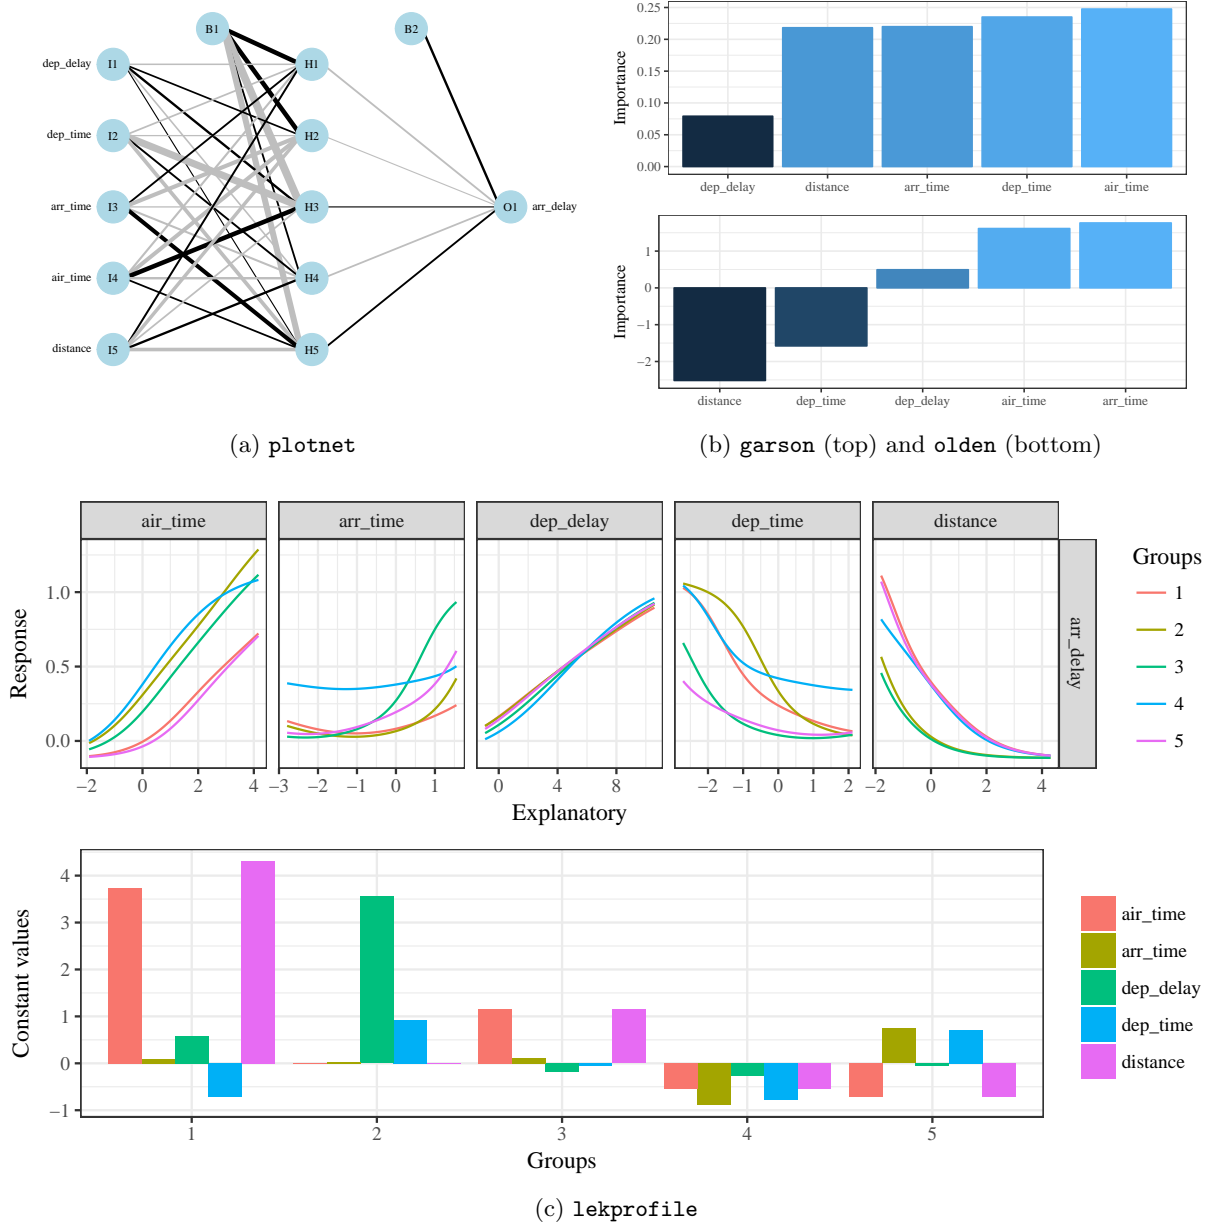 B1 B2
dep_delay I1 H1
dep_time I2 H2
arr_time I3 H3 O1 arr_delay
air_time I4 H4
distance I5 H5
(a) plotnet
Importance
0.25
0.20
0.15
0.10
0.05
0.00
dep_delay distance arr_time dep_time air_time
Importance
1
0
−1
−2
distance dep_time dep_delay air_time arr_time
(b) garson (top) and olden (bottom)
air_time arr_time dep_delay dep_time distance
Response
1.0
0.5
0.0
arr_delay
−2 0 2 4 −3 −2 −1 0 1 0 4 8 −2 −1 0 1 2 −2 0 2 4
Explanatory
Groups
1
2
3
4
5
Constant values
4
3
2
1
0
−1
1 2 3 4 5
Groups
air_time
arr_time
dep_delay
dep_time
distance
(c) lekprofile